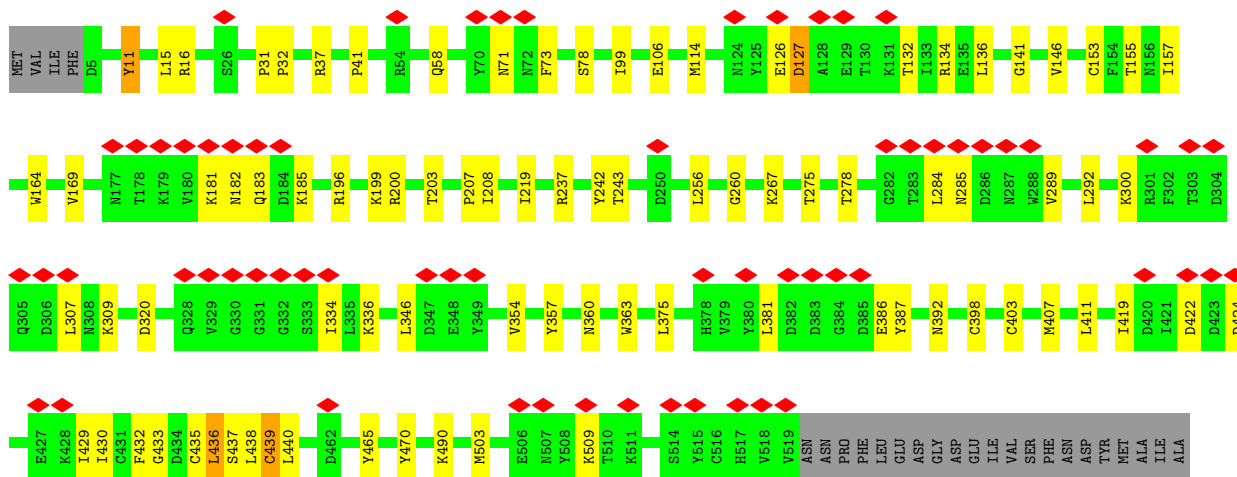 MET VAL ILE PHE D5 Y11 L15 R16 S26 P31 P32 R37 P41 R54 Q58 Y70 N71 N72 F73 S78 I99 E106 M114 N124 Y125 E126 D127 A128 E129 T130 K131 T132 I133 R134 E135 L136 G141 V146 C153 F154 T155 N156 I157
W164 V169 N177 T178 K179 V180 K181 N182 Q183 D184 K185 R196 K199 R200 T203 P207 I208 I219 R237 Y242 T243 D250 L256 G260 K267 T275 T278 G282 T283 L284 N285 D286 N287 W288 V289 L292 K300 R301 F302 T303 D304
Q305 D306 L307 N308 K309 D320 Q328 V329 G330 G331 G332 S333 I334 L335 K336 L346 D347 E348 Y349 V354 Y357 N360 W363 L375 H378 V379 Y380 L381 D382 D383 G384 D385 E386 Y387 N392 C398 C403 M407 L411 I419 D420 I421 D422 D423
E427 K428 I429 I430 C431 F432 G433 D434 C435 L436 S437 L438 C439 L440 D462 Y465 Y470 K490 M503 E506 N507 Y508 K509 T510 K511 S514 Y515 C516 H517 V518 V519 ASN ASN PRO PHE LEU GLU ASP GLY ASP GLU ILE VAL SER PHE ASN ASP TYR MET ALA ILE ALA